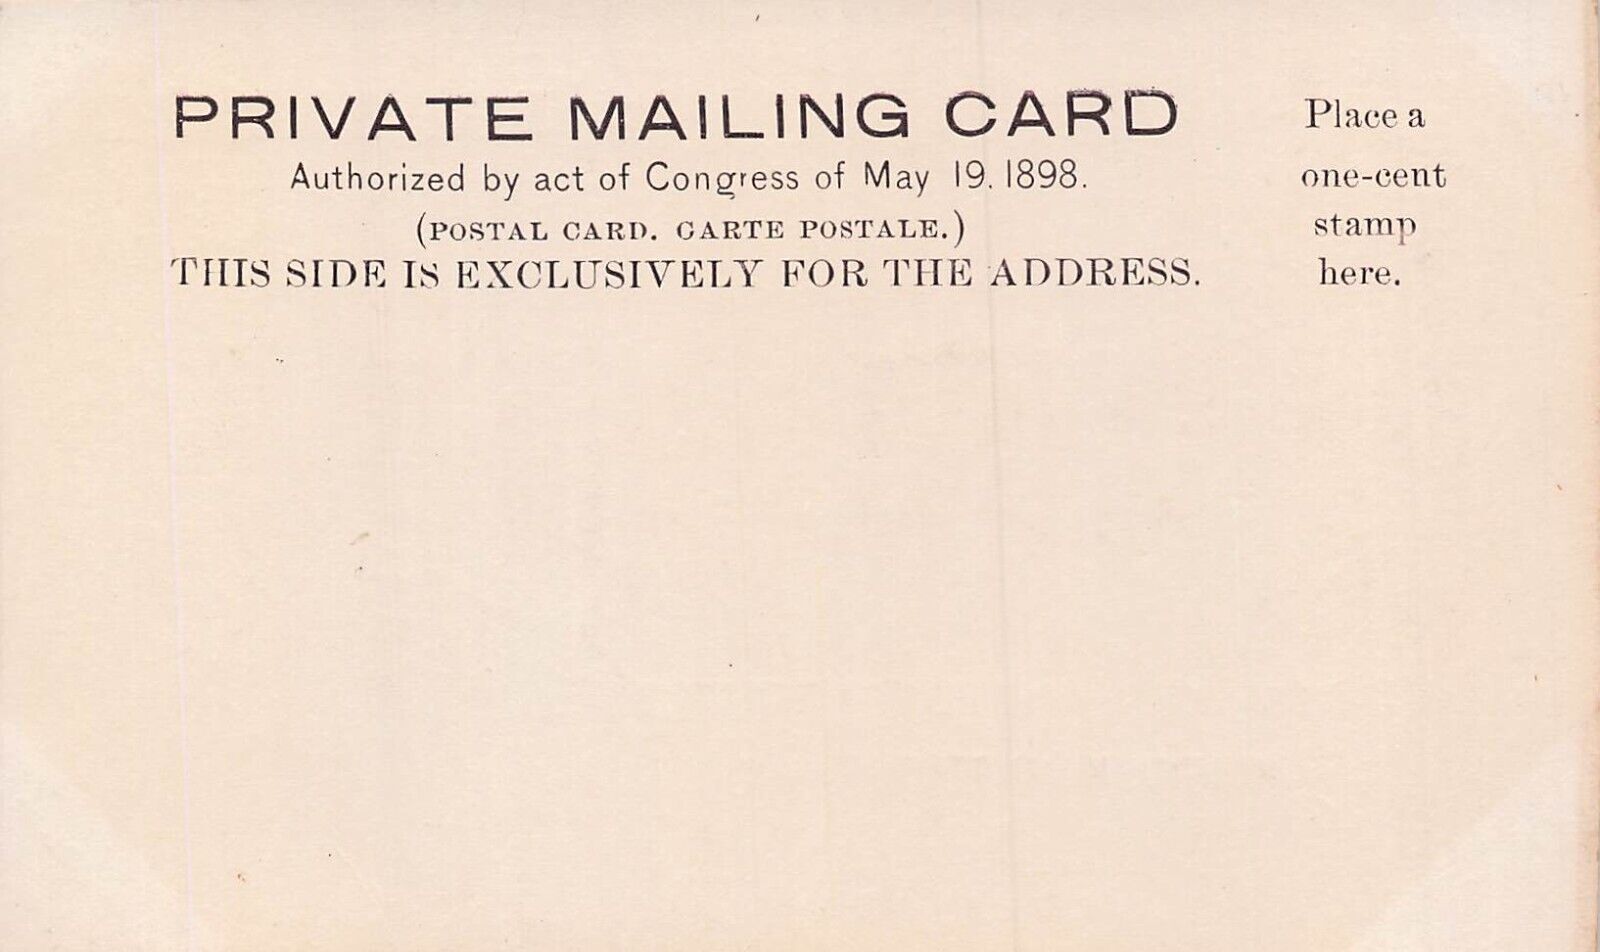 PRIVATE MAILING CARD
Authorized by act of Congress of May 19. 1898.
(POSTAL CARD. CARTE POSTALE.)
THIS SIDE IS EXCLUSIVELY FOR THE ADDRESS.
Place a
one-cent
stamp
here.